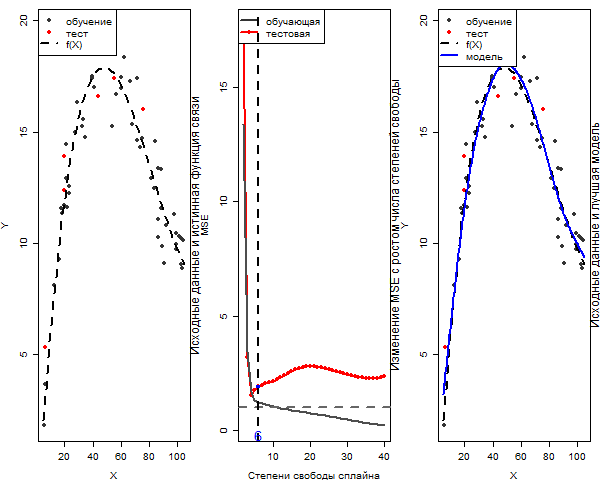 обучение
тест
f(X)
20
15
10
5
Y
20
40
60
80
100
X
Исходные данные и истинная функция связи
обучающая
тестовая
15
10
5
0
MSE
6
10
20
30
40
Степени свободы сплайна
Изменение MSE с ростом числа степеней свободы
обучение
тест
f(X)
модель
20
15
10
5
Y
20
40
60
80
100
X
Исходные данные и лучшая модель